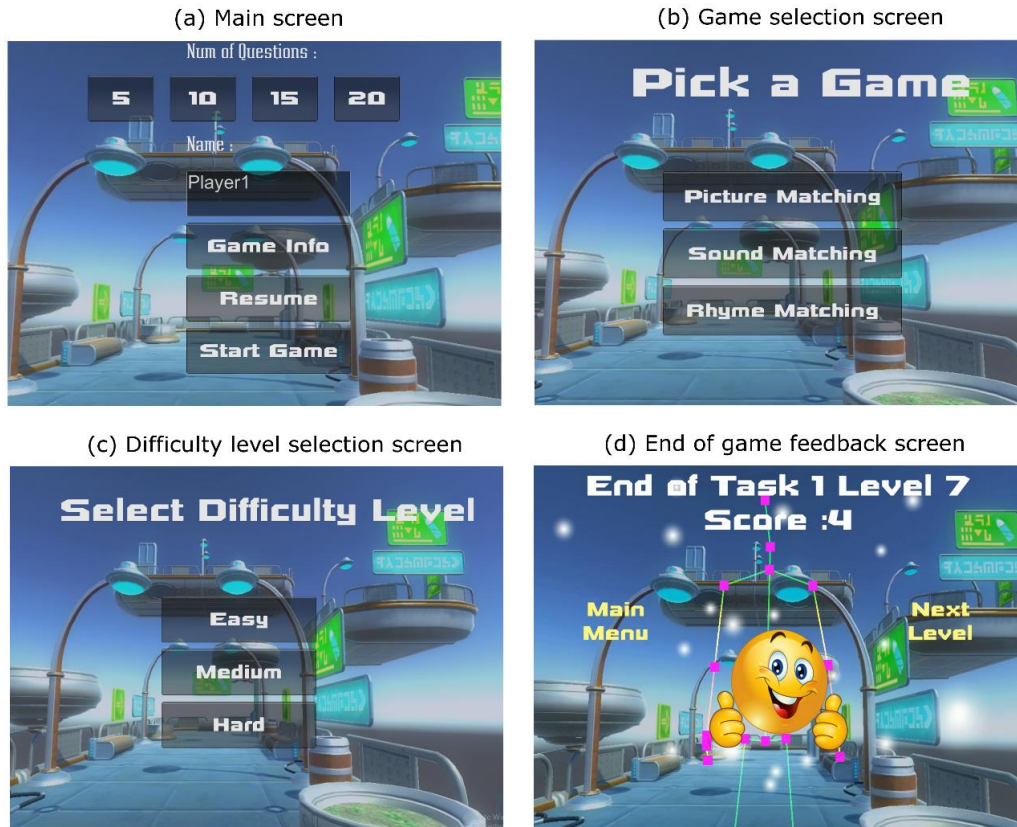 (a) Main screen
Num of Questions :
5 10 15 20
Name :
Player1
Game Info
Resume
Start Game
(b) Game selection screen
Pick a Game
Picture Matching
Sound Matching
Rhyme Matching
(c) Difficulty level selection screen
Select Difficulty Level
Easy
Medium
Hard
(d) End of game feedback screen
End of Task 1 Level 7
Score :4
Main
Menu
Next
Level